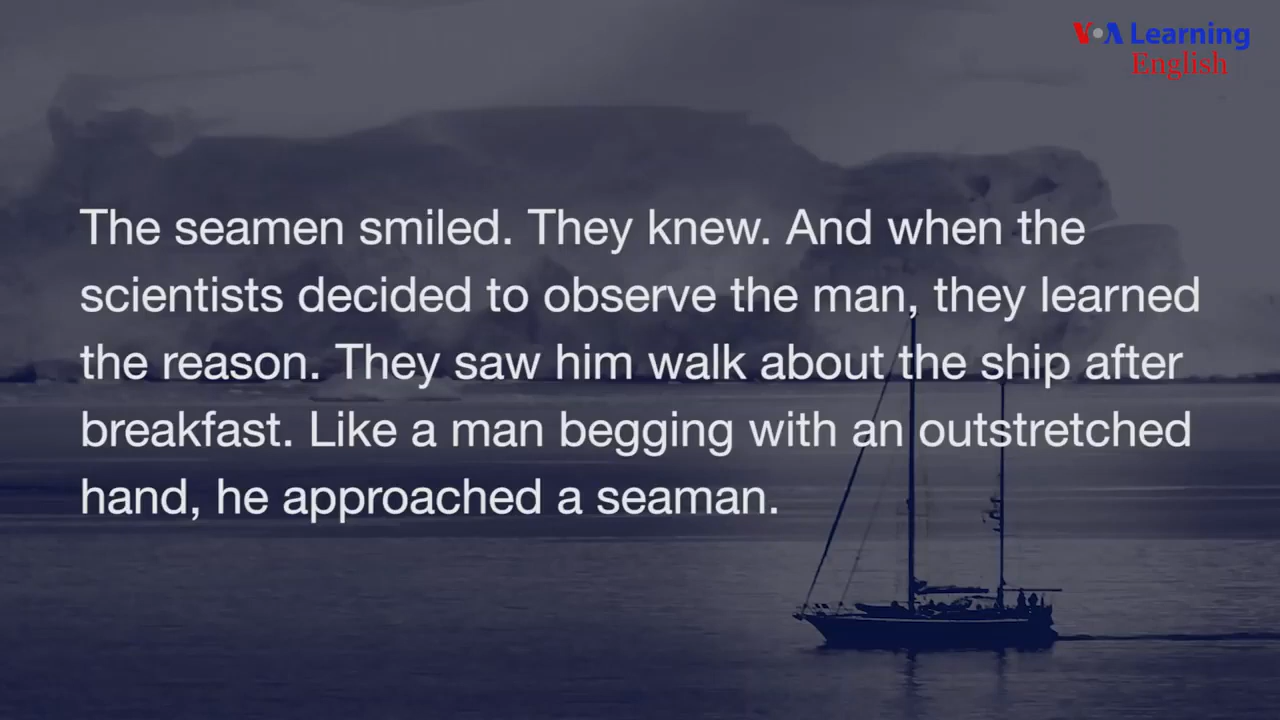 VOA Learning
English
The seamen smiled. They knew. And when the
scientists decided to observe the man, they learned
the reason. They saw him walk about the ship after
breakfast. Like a man begging with an outstretched
hand, he approached a seaman.